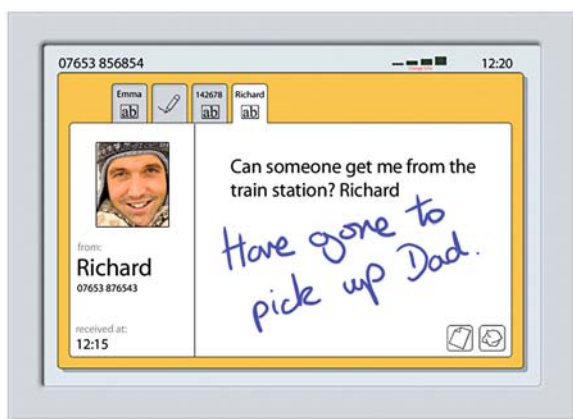 07653 856854 12:20
Emma 142678 Richard
ab ab ab
Can someone get me from the
train station? Richard
Have gone to
pick up Dad.
from:
Richard
07653 876543
received at:
12:15